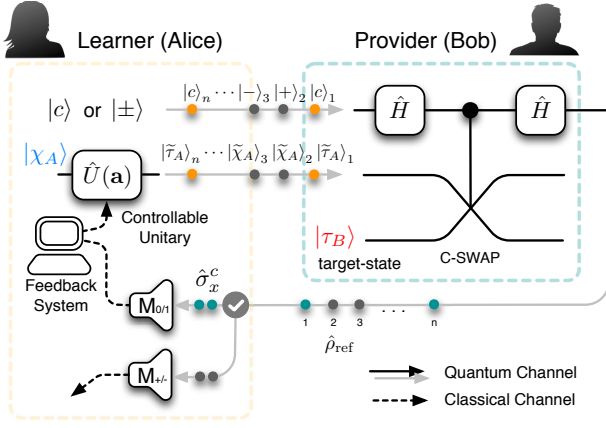 Learner (Alice)
Provider (Bob)
|c⟩ or |±⟩
|c⟩ₙ ⋯ |−⟩₃ |+⟩₂ |c⟩₁
Ĥ
Ĥ
|χ_A⟩
Û(a)
|τ̃_A⟩ₙ ⋯ |χ̃_A⟩₃ |χ̃_A⟩₂ |τ̃_A⟩₁
Controllable
Unitary
|τ_B⟩
target-state
C-SWAP
Feedback
System
M0/1
σ̂ₓᶜ
1 2 3 ⋯ n
ρ̂_ref
M+/-
Quantum Channel
Classical Channel